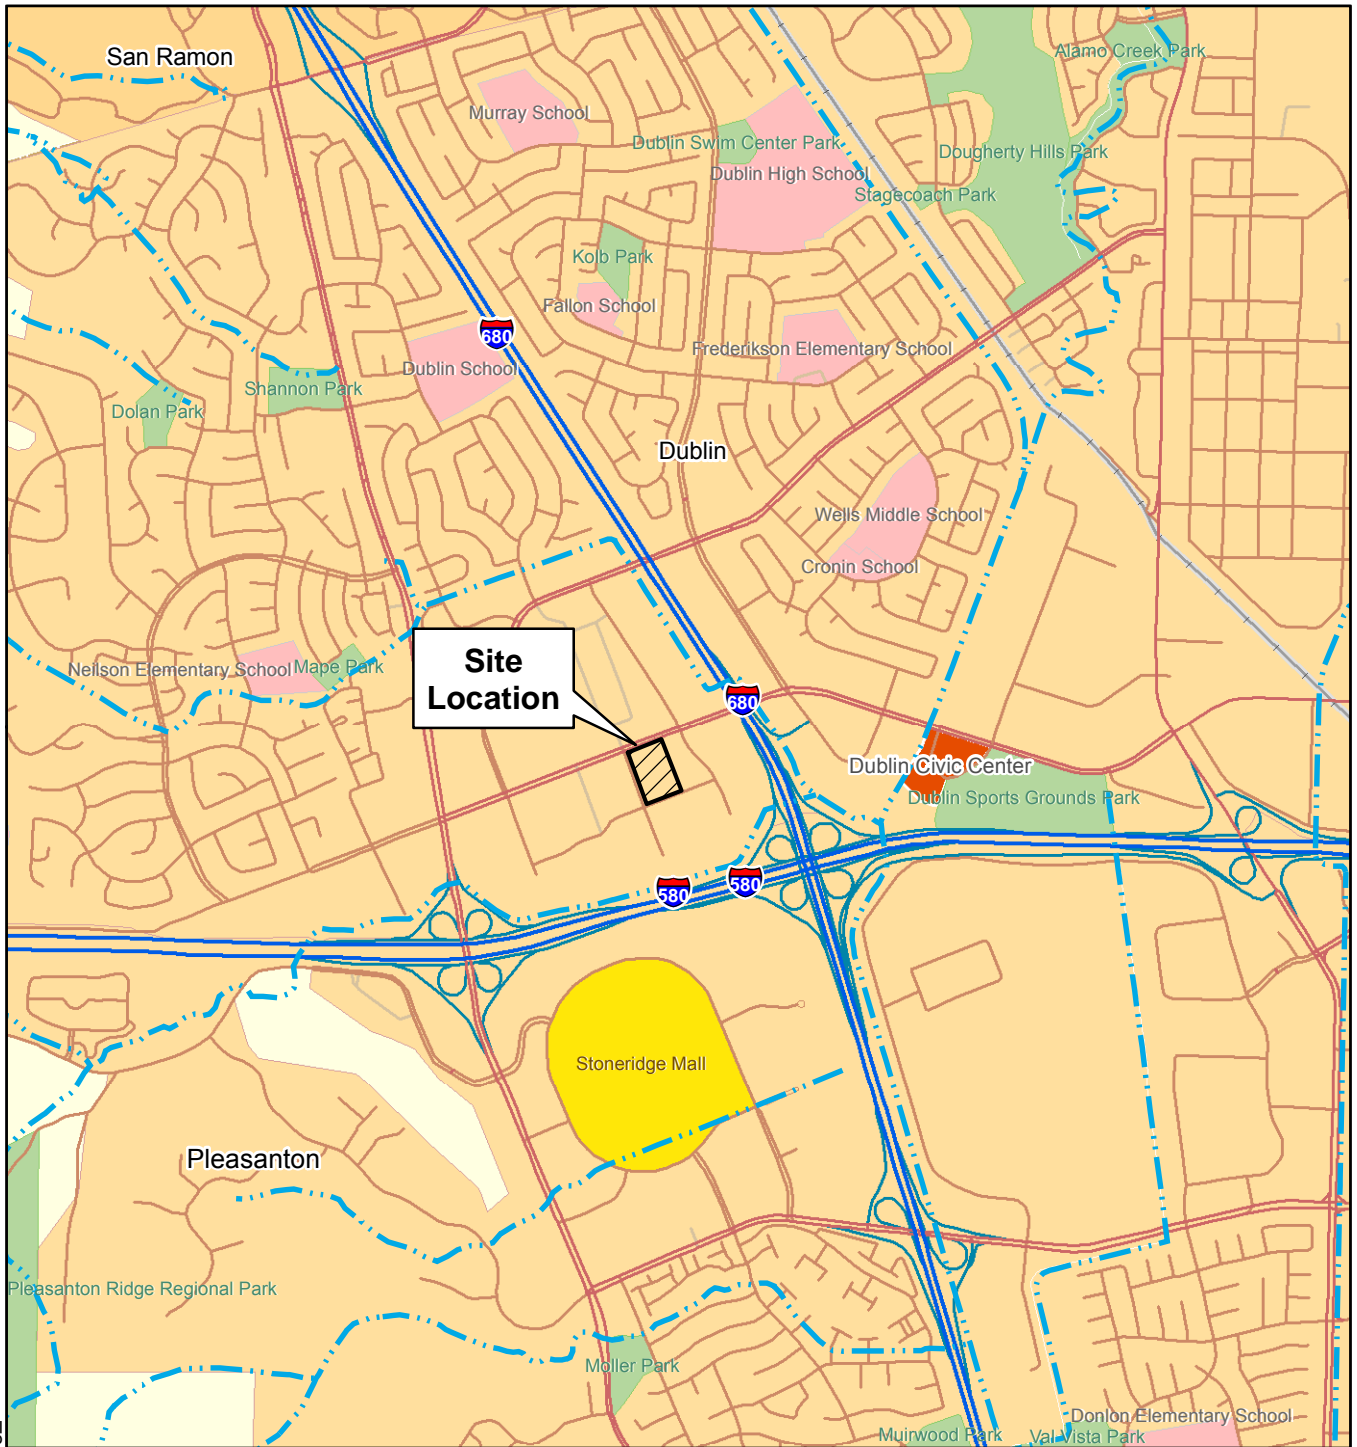 San Ramon
Alamo Creek Park
Murray School
Dublin Swim Center Park
Dougherty Hills Park
Dublin High School
Stagecoach Park
Kolb Park
Fallon School
680
Frederikson Elementary School
Dublin School
Shannon Park
Dolan Park
Dublin
Wells Middle School
Cronin School
Site
Location
Neilson Elementary School
Mape Park
680
Dublin Civic Center
Dublin Sports Grounds Park
580
580
Stoneridge Mall
Pleasanton
Pleasanton Ridge Regional Park
Moller Park
Donlon Elementary School
Muirwood Park
Val Vista Park